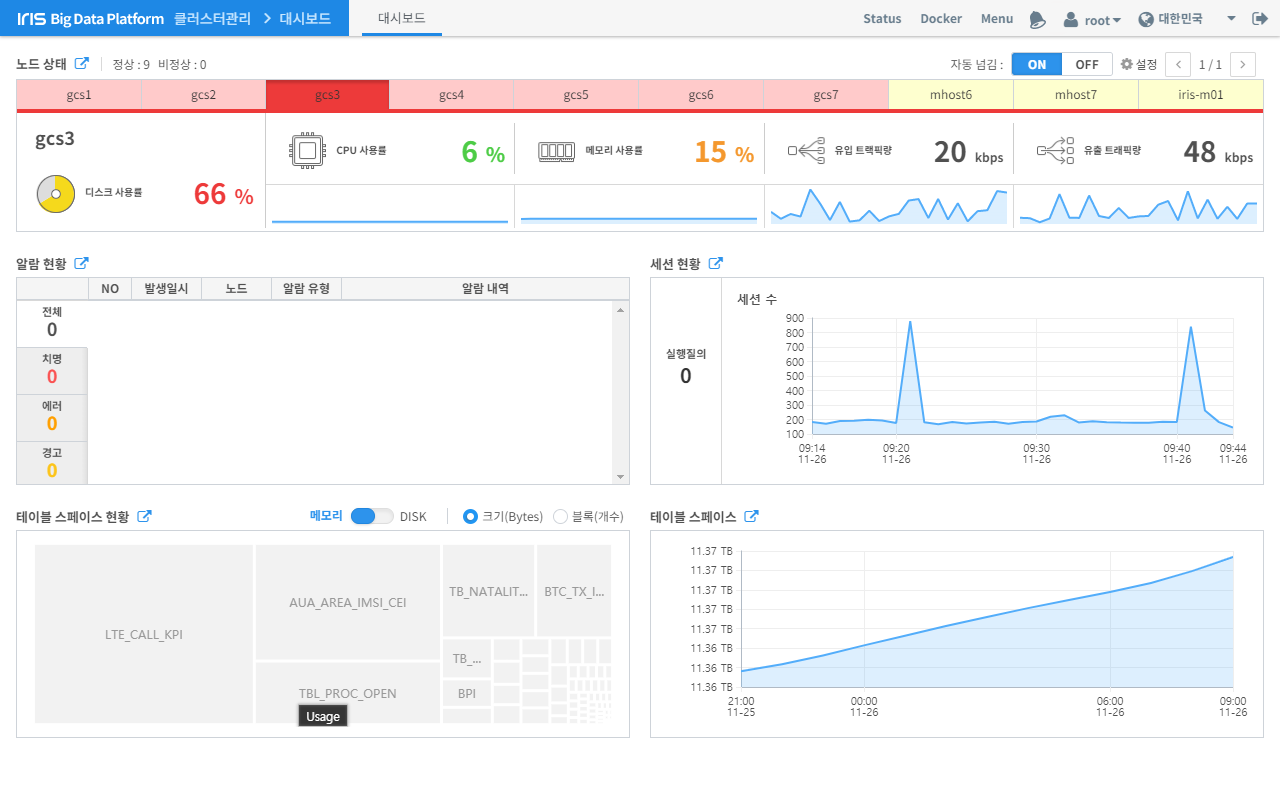 IRIS Big Data Platform 클러스터관리 > 대시보드 대시보드 Status Docker Menu root 대한민국
노드 상태 정상 : 9 비정상 : 0 자동 넘김 : ON OFF 설정 < 1 / 1 >
gcs1 gcs2 gcs3 gcs4 gcs5 gcs6 gcs7 mhost6 mhost7 iris-m01
gcs3
디스크 사용률 66 %
CPU 사용률 6 %
메모리 사용률 15 %
유입 트랙픽량 20 kbps
유출 트래픽량 48 kbps
알람 현황
NO 발생일시 노드 알람 유형 알람 내역
전체
0
치명
0
에러
0
경고
0
세션 현황
실행질의
0
세션 수
900
800
700
600
500
400
300
200
100
09:14 09:20 09:30 09:40 09:44
11-26 11-26 11-26 11-26 11-26
테이블 스페이스 현황 메모리 DISK 크기(Bytes) 블록(개수)
LTE_CALL_KPI
AUA_AREA_IMSI_CEI
TBL_PROC_OPEN
TB_NATALIT...
BTC_TX_I...
TB_...
BPI
Usage
테이블 스페이스
11.37 TB
11.37 TB
11.37 TB
11.37 TB
11.37 TB
11.36 TB
11.36 TB
11.36 TB
21:00 00:00 06:00 09:00
11-25 11-26 11-26 11-26